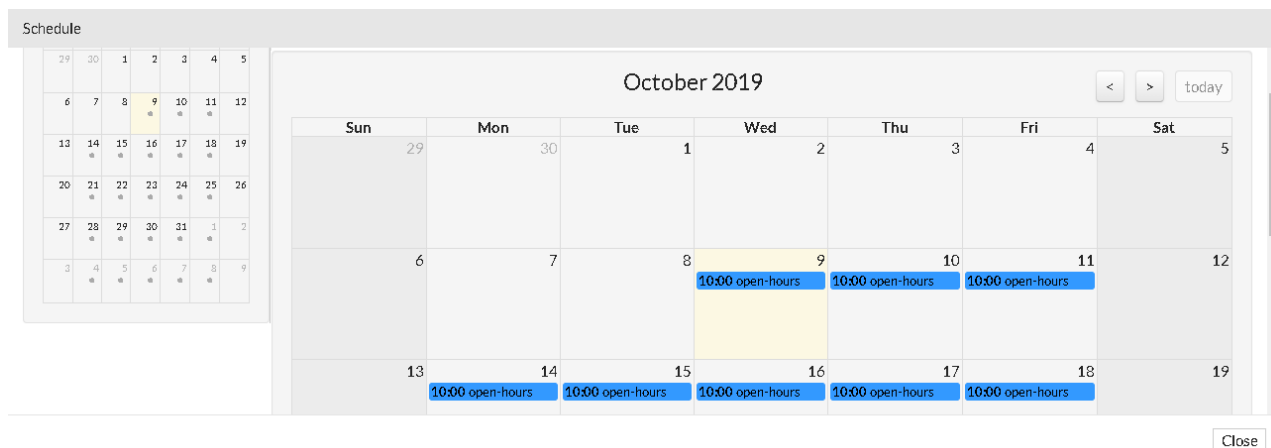 Schedule
29 30 1 2 3 4 5
6 7 8 9 10 11 12
13 14 15 16 17 18 19
20 21 22 23 24 25 26
27 28 29 30 31 1 2
3 4 5 6 7 8 9
October 2019
< > today
Sun Mon Tue Wed Thu Fri Sat
29 30 1 2 3 4 5
6 7 8 9 10 11 12
10:00 open-hours 10:00 open-hours 10:00 open-hours
13 14 15 16 17 18 19
10:00 open-hours 10:00 open-hours 10:00 open-hours 10:00 open-hours 10:00 open-hours
Close